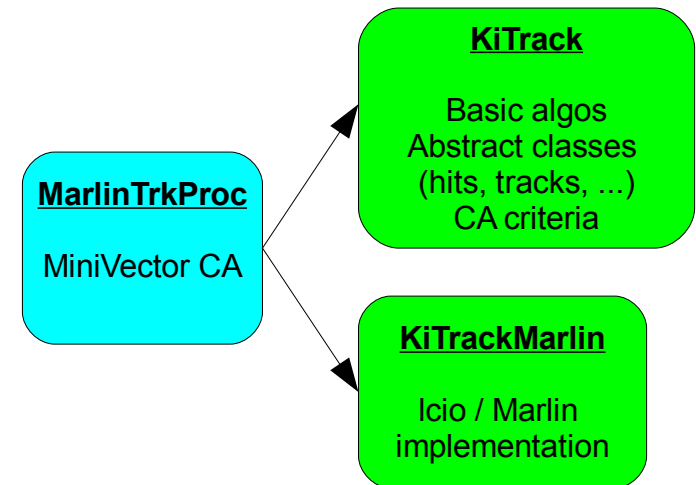 KiTrack
Basic algos
Abstract classes
(hits, tracks, ...)
CA criteria
MarlinTrkProc
MiniVector CA
KiTrackMarlin
lcio / Marlin
implementation